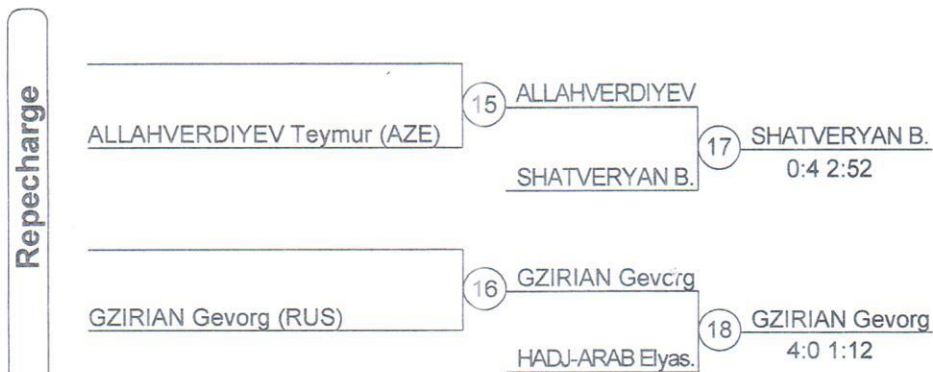 Repechage
15 ALLAHVERDIYEV
ALLAHVERDIYEV Teymur (AZE)
17 SHATVERYAN B.
0:4 2:52
SHATVERYAN B.
16 GZIRIAN Gevorg
GZIRIAN Gevorg (RUS)
18 GZIRIAN Gevorg
4:0 1:12
HADJ-ARAB Elyas.